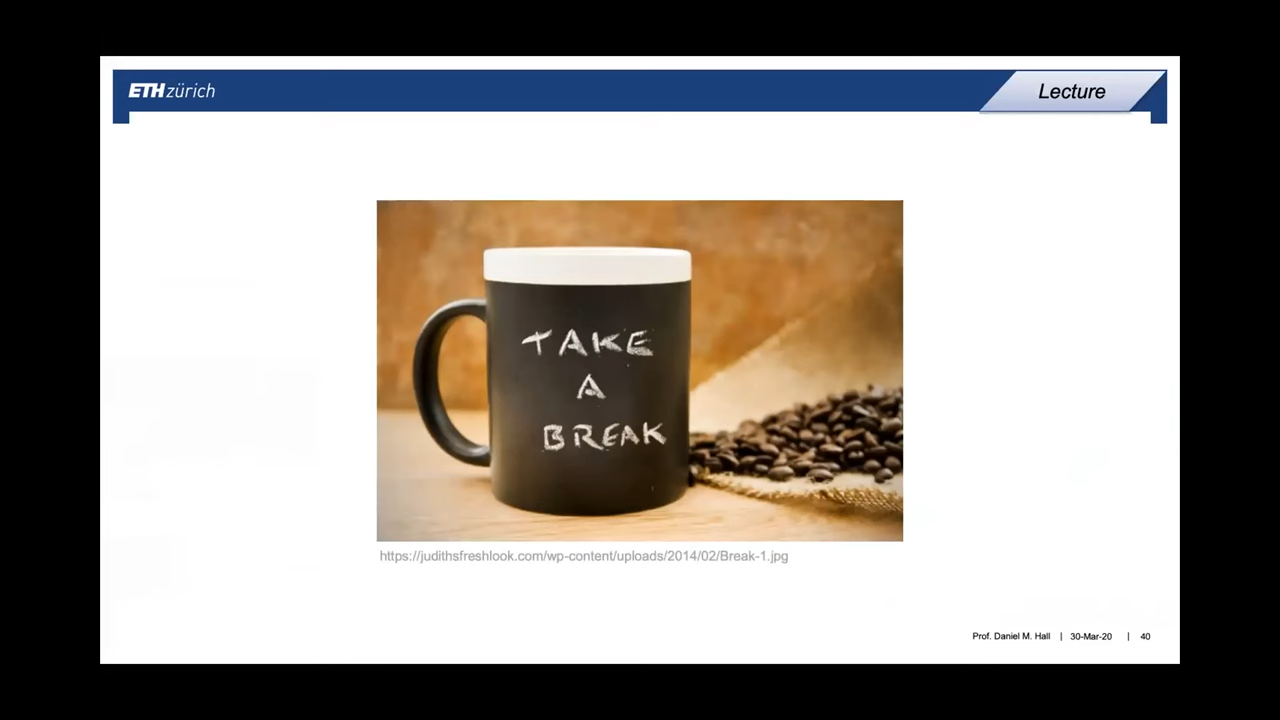 ETH zürich
Lecture
TAKE
A
BREAK
https://judithsfreshlook.com/wp-content/uploads/2014/02/Break-1.jpg
Prof. Daniel M. Hall | 30-Mar-20 | 40